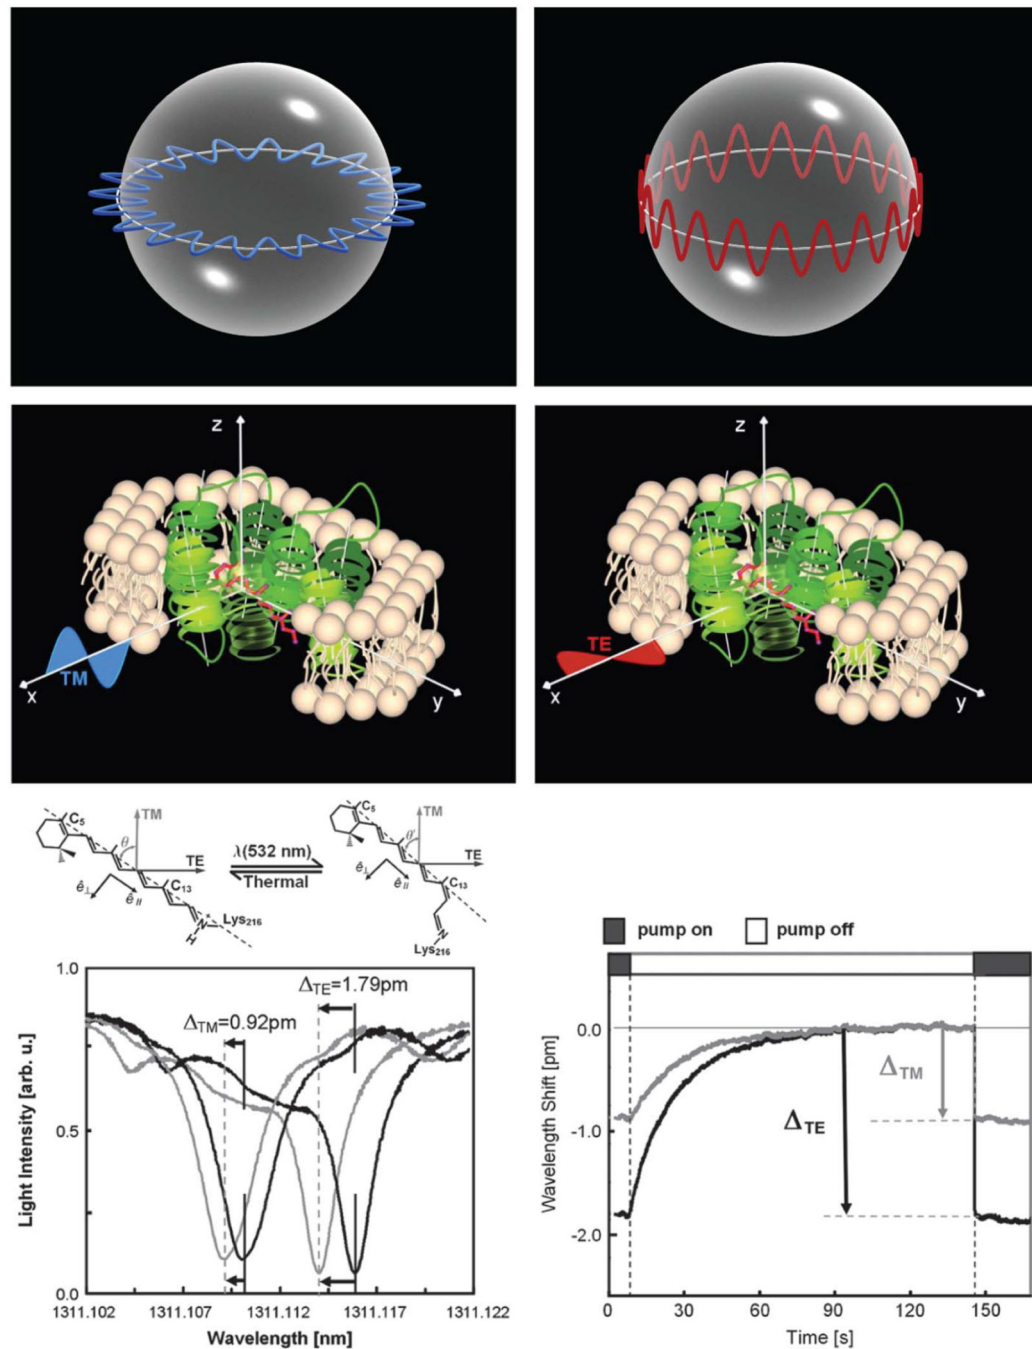 z
TM
x
y
z
TE
x
y
C5
TM
θ
TE
ê⊥
ê//
C13
N
+
H
Lys216
λ(532 nm)
Thermal
C5
TM
θ'
TE
ê⊥
ê//
C13
N
Lys216
pump on
pump off
1.0
0.5
0.0
Light Intensity [arb. u.]
ΔTE=1.79pm
ΔTM=0.92pm
1311.102
1311.107
1311.112
1311.117
1311.122
Wavelength [nm]
0.0
-1.0
-2.0
Wavelength Shift [pm]
ΔTM
ΔTE
0
30
60
90
120
150
Time [s]